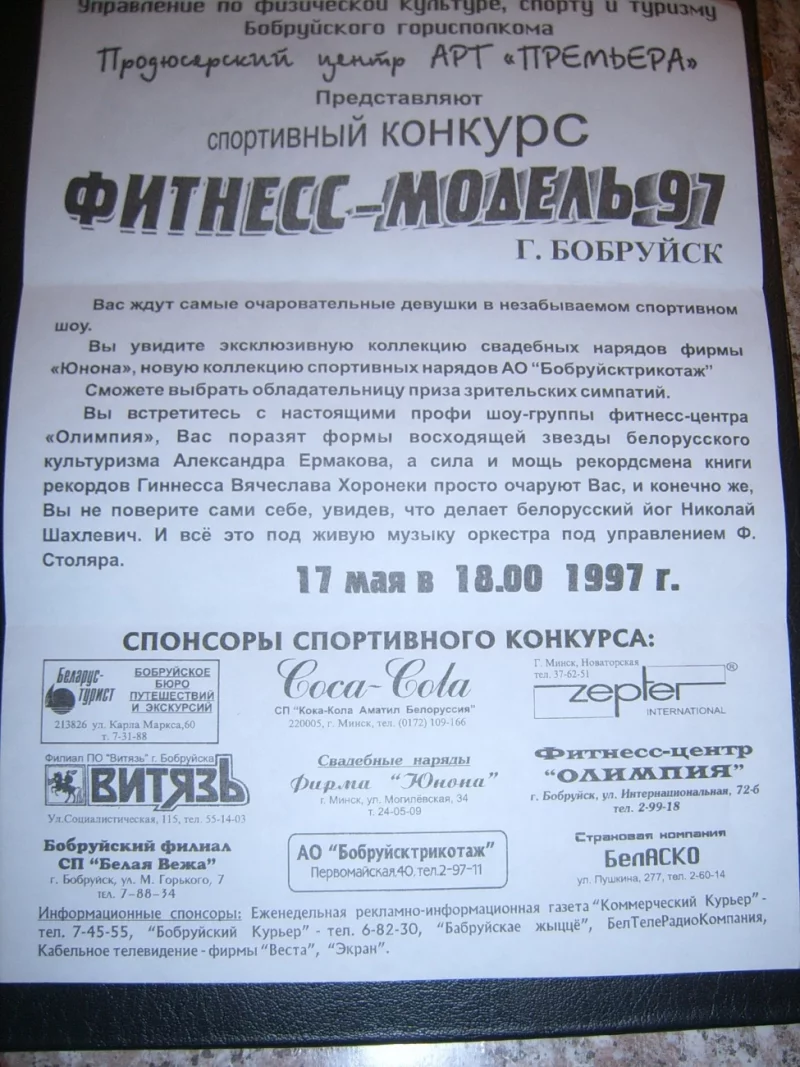 Управление по физической культуре, спорту и туризму
Бобруйского горисполкома
Продюсерский центр АРТ «ПРЕМЬЕРА»
Представляют
спортивный конкурс
ФИТНЕСС-МОДЕЛЬ-97
Г. БОБРУЙСК
Вас ждут самые очаровательные девушки в незабываемом спортивном
шоу.
Вы увидите эксклюзивную коллекцию свадебных нарядов фирмы
«Юнона», новую коллекцию спортивных нарядов АО "Бобруйсктрикотаж"
Сможете выбрать обладательницу приза зрительских симпатий.
Вы встретитесь с настоящими профи шоу-группы фитнесс-центра
«Олимпия», Вас поразят формы восходящей звезды белорусского
культуризма Александра Ермакова, а сила и мощь рекордсмена книги
рекордов Гиннесса Вячеслава Хоронеки просто очаруют Вас, и конечно же,
Вы не поверите сами себе, увидев, что делает белорусский йог Николай
Шахлевич. И всё это под живую музыку оркестра под управлением Ф.
Столяра.
17 мая в 18.00 1997 г.
СПОНСОРЫ СПОРТИВНОГО КОНКУРСА:
Беларус-
турист
БОБРУЙСКОЕ
БЮРО
ПУТЕШЕСТВИЙ
И ЭКСКУРСИЙ
213826 ул. Карла Маркса,60
т. 7-31-88
Coca-Cola
СП "Кока-Кола Аматил Белоруссия"
220005, г. Минск, тел. (0172) 109-166
Г. Минск, Новаторская
тел. 37-62-51
zepter®
INTERNATIONAL
Филиал ПО "Витязь" г. Бобруйска
ВИТЯЗЬ
Ул.Социалистическая, 115, тел. 55-14-03
Свадебные наряды
Фирма "Юнона"
г. Минск, ул. Могилёвская, 34
т. 24-05-09
Фитнесс-центр
"ОЛИМПИЯ"
г. Бобруйск, ул. Интернациональная, 72-б
тел. 2-99-18
Бобруйский филиал
СП "Белая Вежа"
г. Бобруйск, ул. М. Горького, 7
тел. 7-88-34
АО "Бобруйсктрикотаж"
Первомайская,40, тел.2-97-11
Страховая компания
БелАСКО
ул. Пушкина, 277, тел. 2-60-14
Информационные спонсоры: Еженедельная рекламно-информационная газета "Коммерческий Курьер" -
тел. 7-45-55, "Бобруйский Курьер" - тел. 6-82-30, "Бабруйскае жыццё", БелТелеРадиоКомпания,
Кабельное телевидение - фирмы "Веста", "Экран".